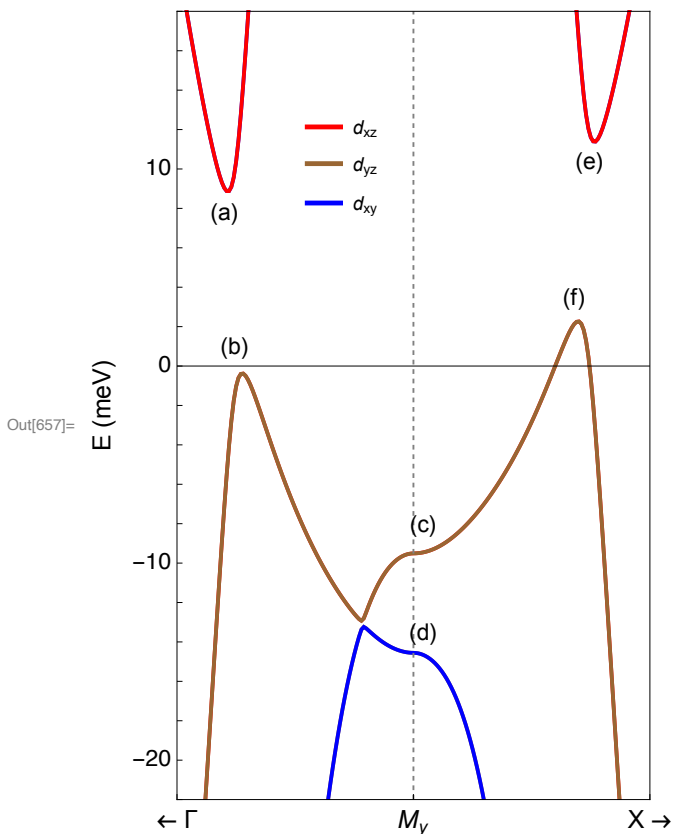 d_xz
10
d_yz
(e)
(a)
d_xy
(f)
(b)
0
Out[657]=
E (meV)
(c)
−10
(d)
−20
← Γ
M_y
X →